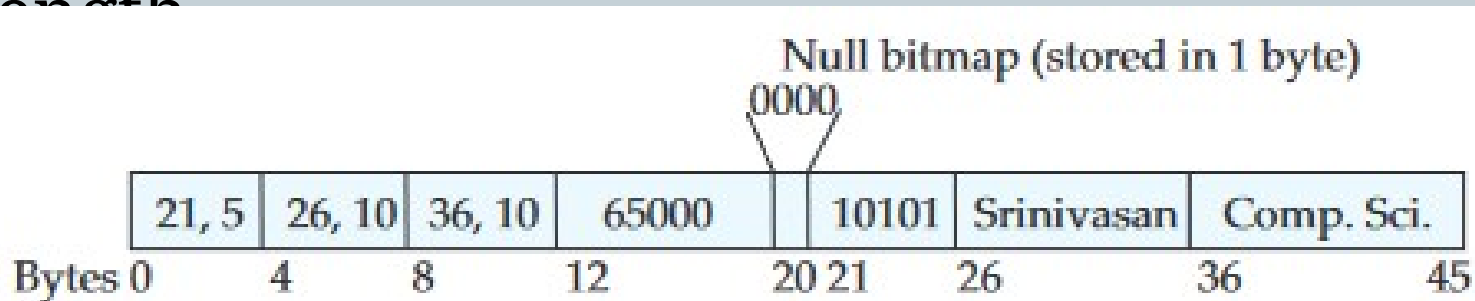 Null bitmap (stored in 1 byte)
0000
21, 5 26, 10 36, 10 65000 10101 Srinivasan Comp. Sci.
Bytes 0 4 8 12 20 21 26 36 45